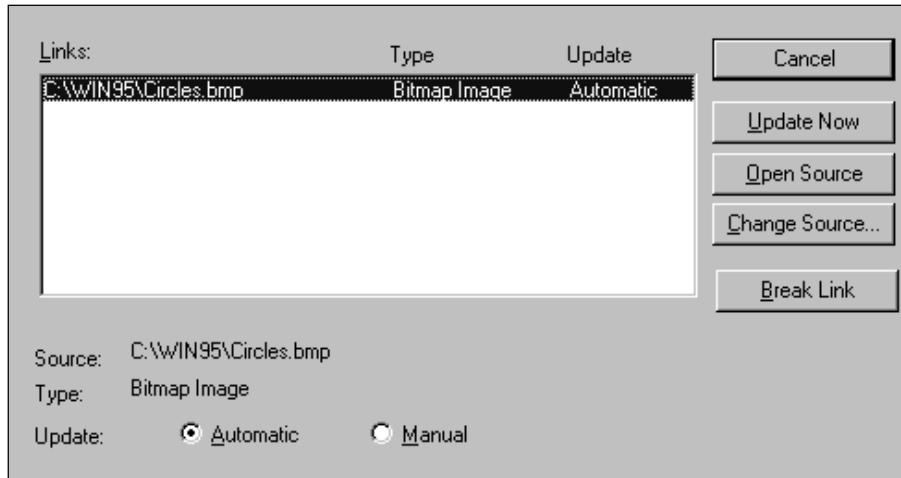 Links: Type Update
C:\WIN95\Circles.bmp Bitmap Image Automatic
Cancel
Update Now
Open Source
Change Source...
Break Link
Source: C:\WIN95\Circles.bmp
Type: Bitmap Image
Update: Automatic Manual